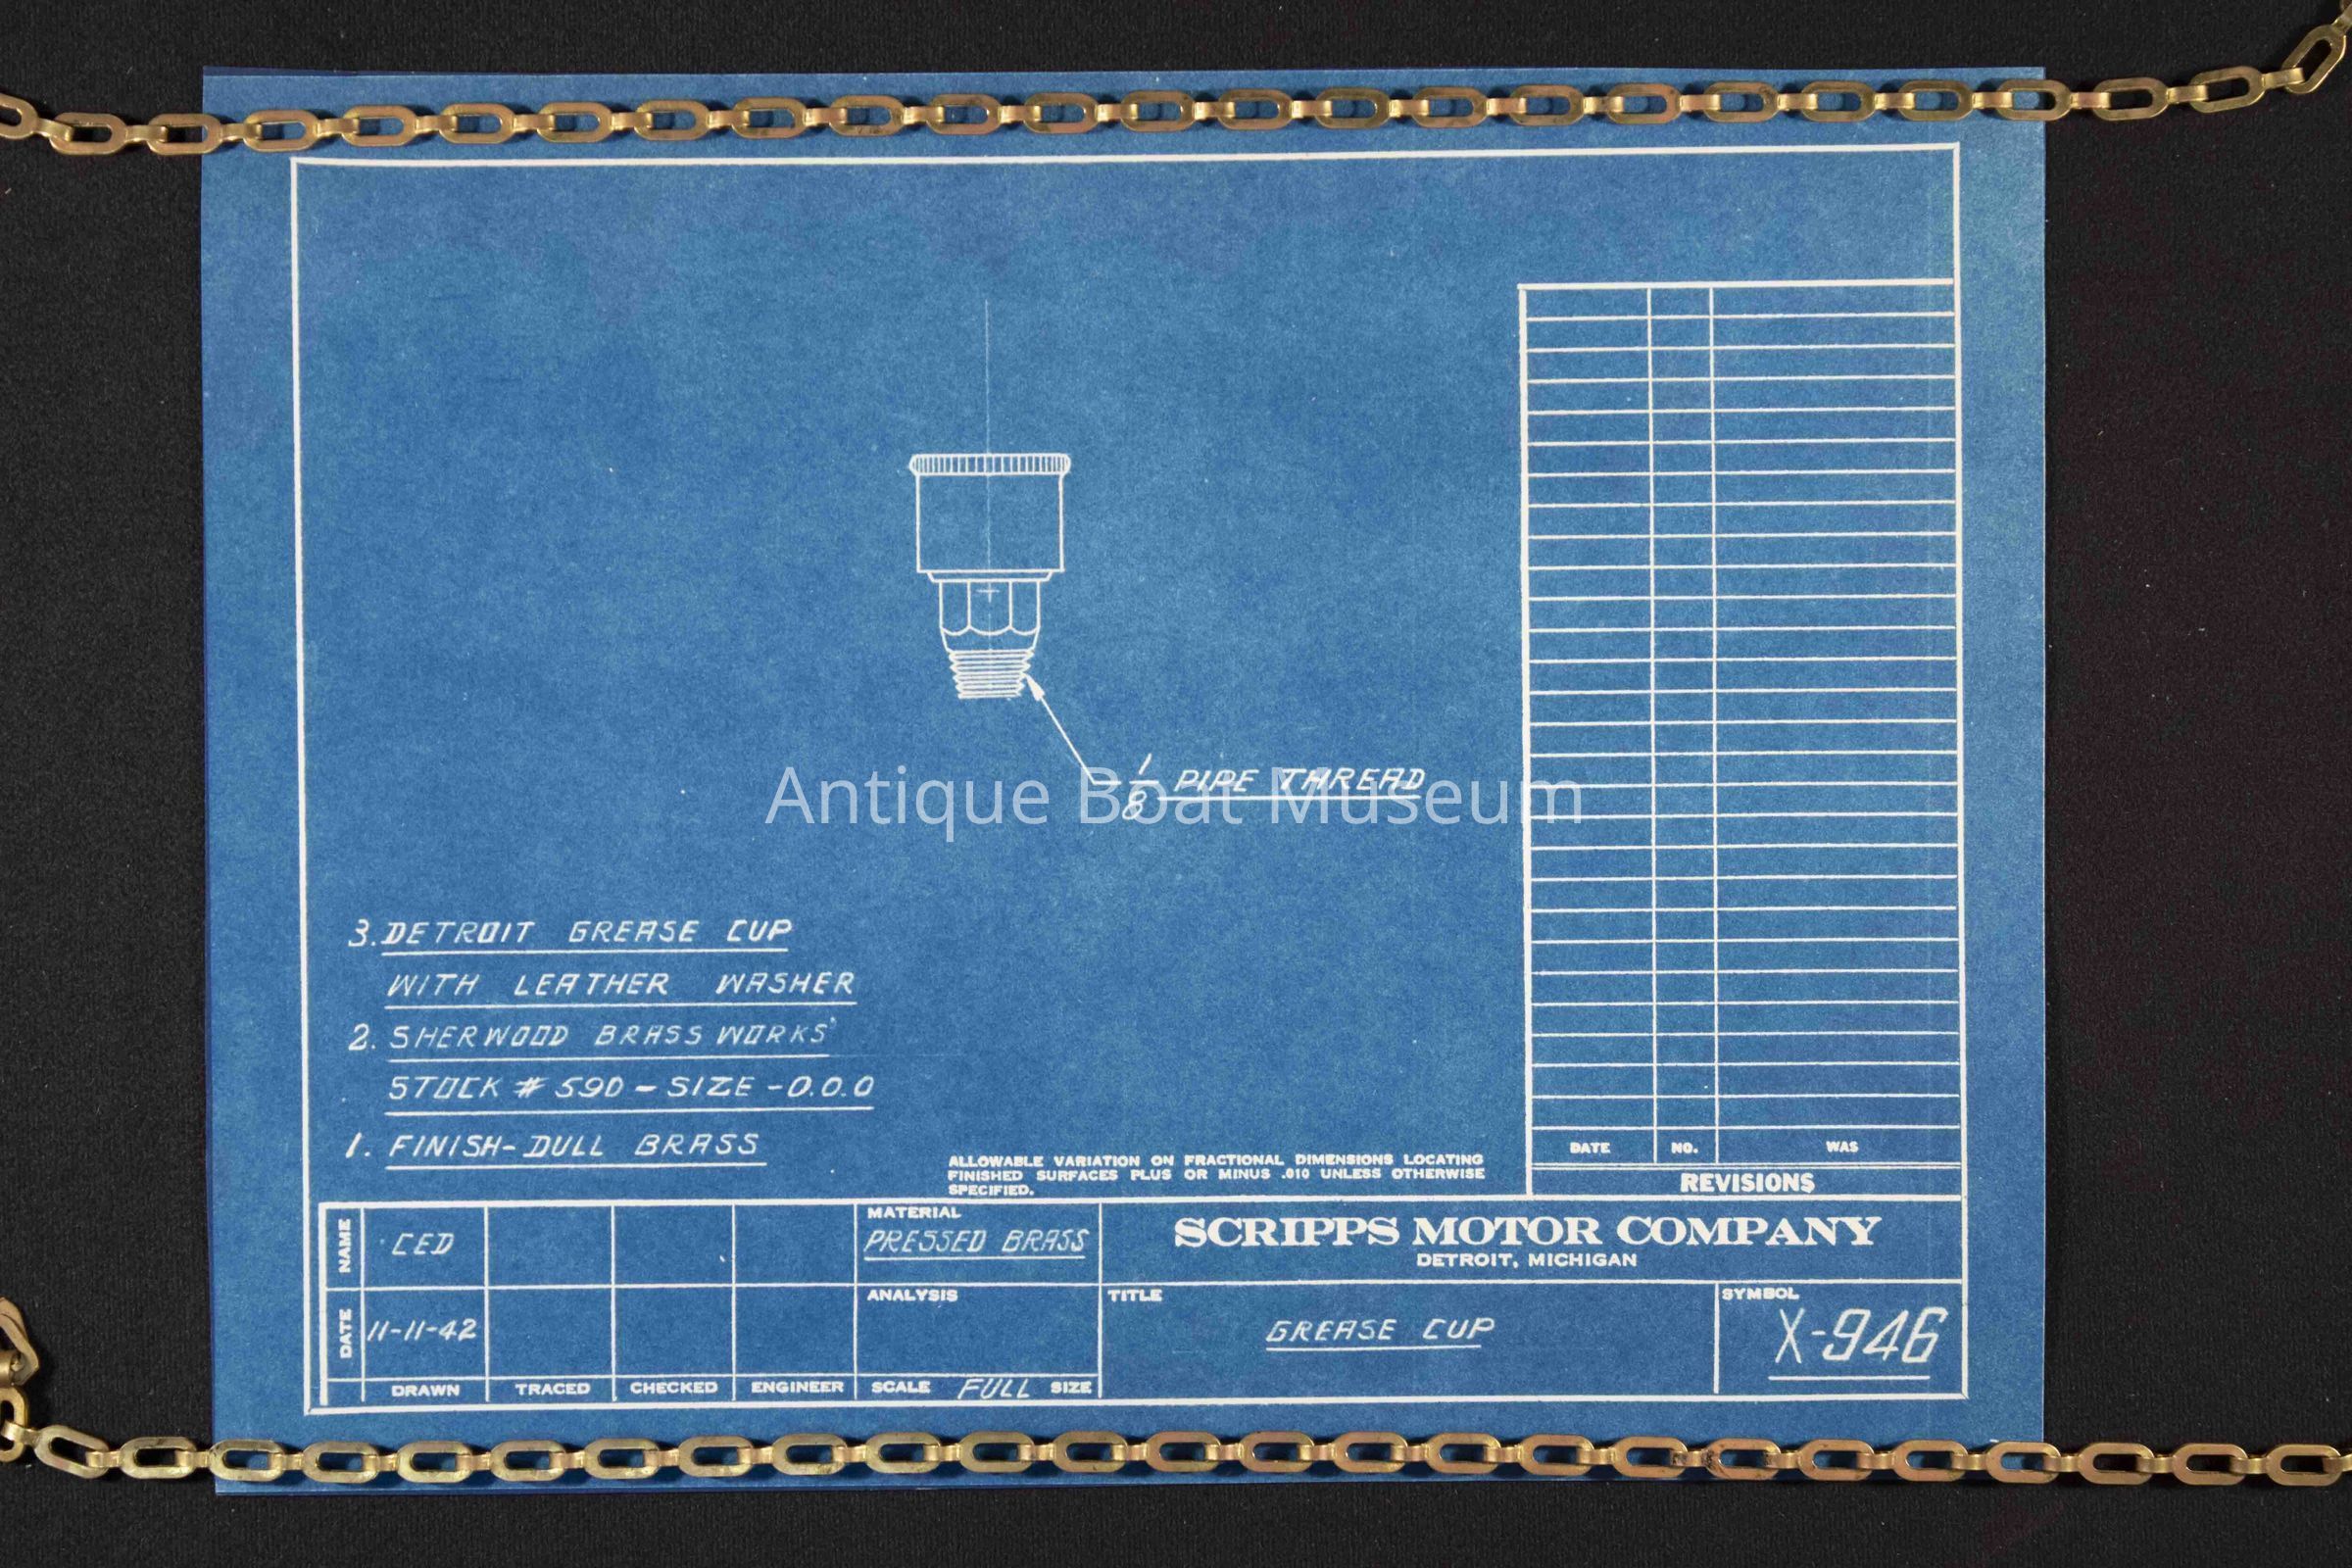 1/8 PIPE THREAD
Antique Boat Museum
3. DETROIT GREASE CUP
WITH LEATHER WASHER
2. SHERWOOD BRASS WORKS
STOCK # 590 - SIZE - 0.0.0
1. FINISH- DULL BRASS
ALLOWABLE VARIATION ON FRACTIONAL DIMENSIONS LOCATING
FINISHED SURFACES PLUS OR MINUS .010 UNLESS OTHERWISE
SPECIFIED.
DATE NO. WAS
REVISIONS
NAME CED
MATERIAL
PRESSED BRASS
SCRIPPS MOTOR COMPANY
DETROIT, MICHIGAN
DATE 11-11-42
ANALYSIS
TITLE
GREASE CUP
SYMBOL
X-946
DRAWN TRACED CHECKED ENGINEER SCALE FULL SIZE